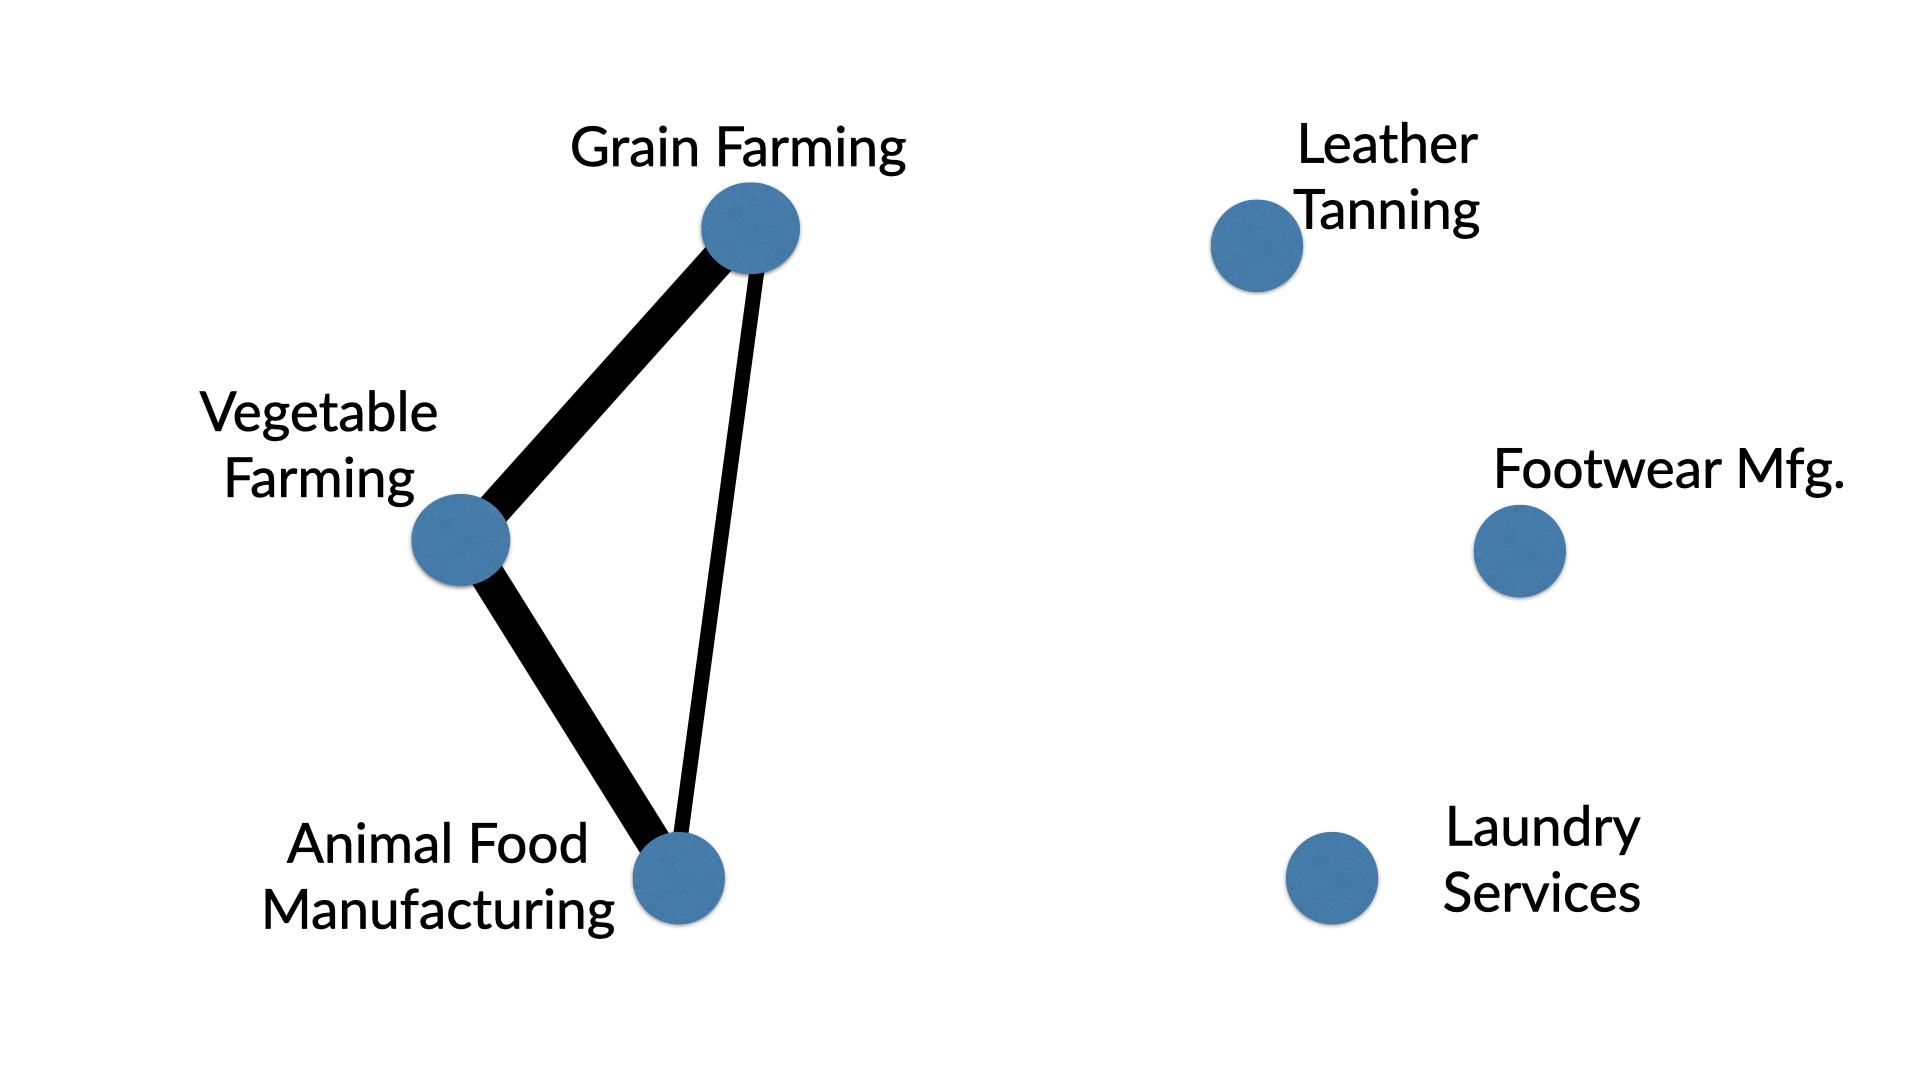 Grain Farming
Leather
Tanning
Vegetable
Farming
Footwear Mfg.
Animal Food
Manufacturing
Laundry
Services